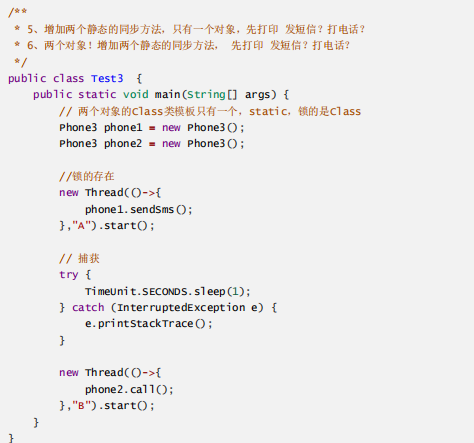 /**
 * 5、增加两个静态的同步方法，只有一个对象，先打印 发短信？打电话？
 * 6、两个对象！增加两个静态的同步方法， 先打印 发短信？打电话？
 */
public class Test3  {
    public static void main(String[] args) {
        // 两个对象的Class类模板只有一个，static，锁的是Class
        Phone3 phone1 = new Phone3();
        Phone3 phone2 = new Phone3();

        //锁的存在
        new Thread(()->{
            phone1.sendSms();
        },"A").start();

        // 捕获
        try {
            TimeUnit.SECONDS.sleep(1);
        } catch (InterruptedException e) {
            e.printStackTrace();
        }

        new Thread(()->{
            phone2.call();
        },"B").start();
    }
}